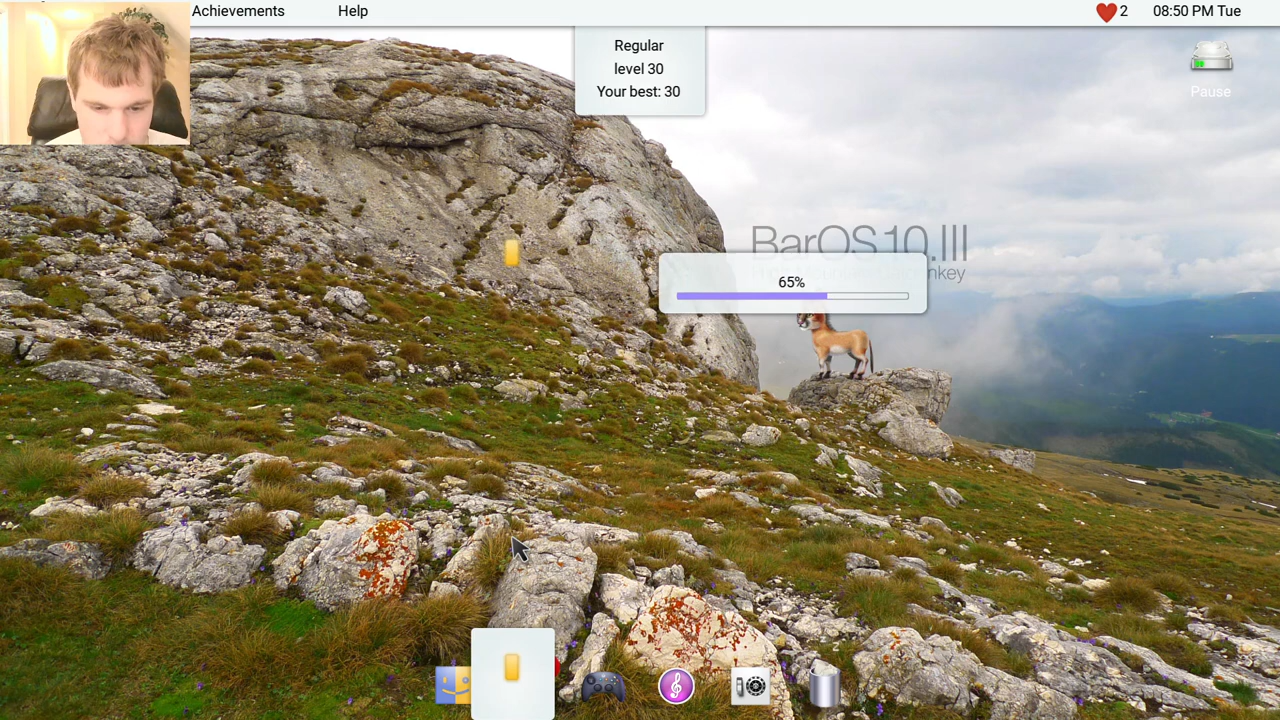 Achievements
Help
2
08:50 PM Tue
Regular
level 30
Your best: 30
Pause
BarOS10.III
65%